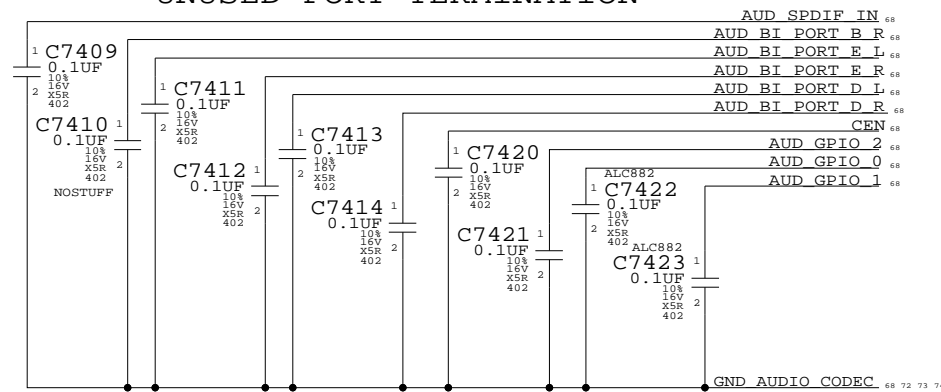 UNUSED PORT TERMINATION
AUD_SPDIF_IN 68
AUD_BI_PORT_B_R 68
AUD_BI_PORT_E_L 68
AUD_BI_PORT_E_R 68
AUD_BI_PORT_D_L 68
AUD_BI_PORT_D_R 68
CEN 68
AUD_GPIO_2 68
AUD_GPIO_0 68
AUD_GPIO_1 68
1 C7409
0.1UF
10%
16V
2 X5R
402
C7410 1
0.1UF
10%
16V
X5R 2
402
NOSTUFF
1 C7411
0.1UF
10%
16V
2 X5R
402
C7412 1
0.1UF
10%
16V
X5R 2
402
1 C7413
0.1UF
10%
16V
2 X5R
402
C7414 1
0.1UF
10%
16V
X5R 2
402
1 C7420
0.1UF
10%
16V
2 X5R
402
C7421 1
0.1UF
10%
16V
X5R 2
402
ALC882
1 C7422
0.1UF
10%
16V
2 X5R
402
ALC882
C7423 1
0.1UF
10%
16V
X5R 2
402
GND_AUDIO_CODEC 68 72 73 74